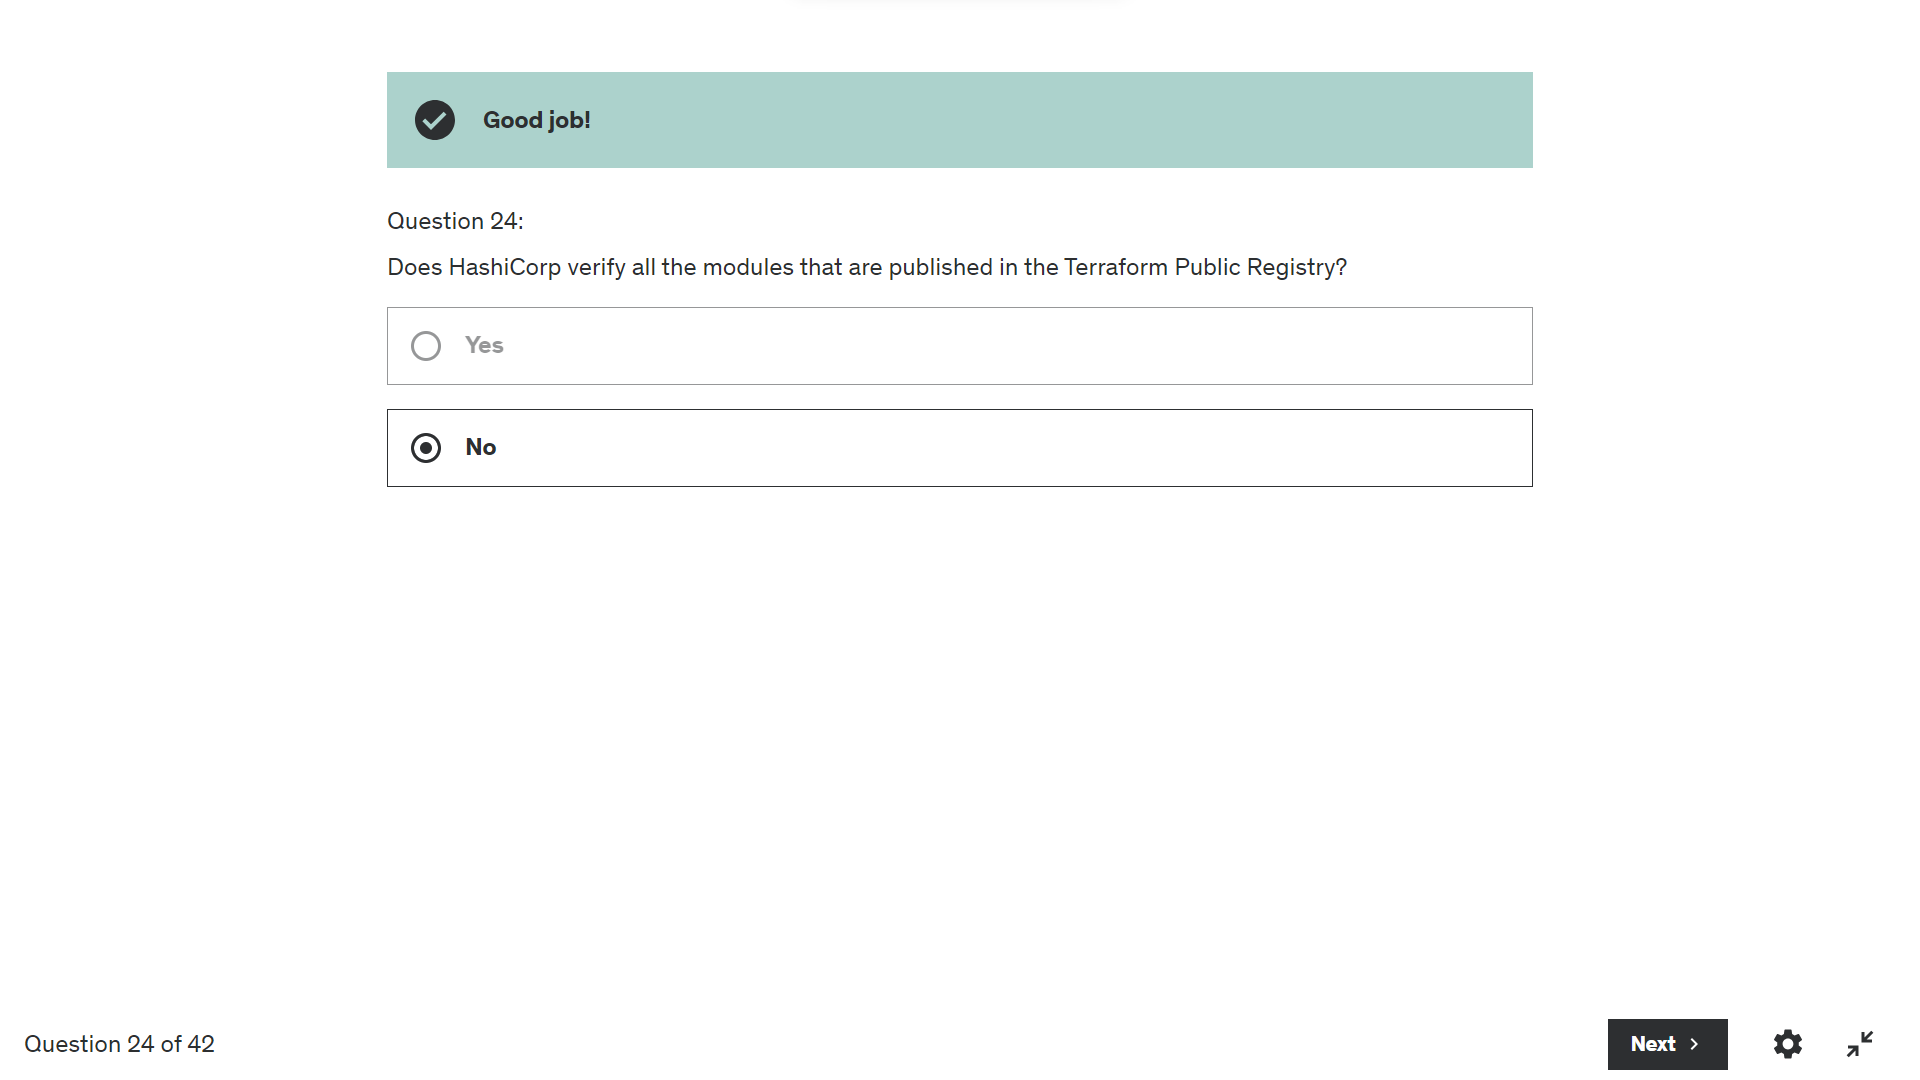 Good job!
Question 24:
Does HashiCorp verify all the modules that are published in the Terraform Public Registry?
Yes
No
Question 24 of 42
Next